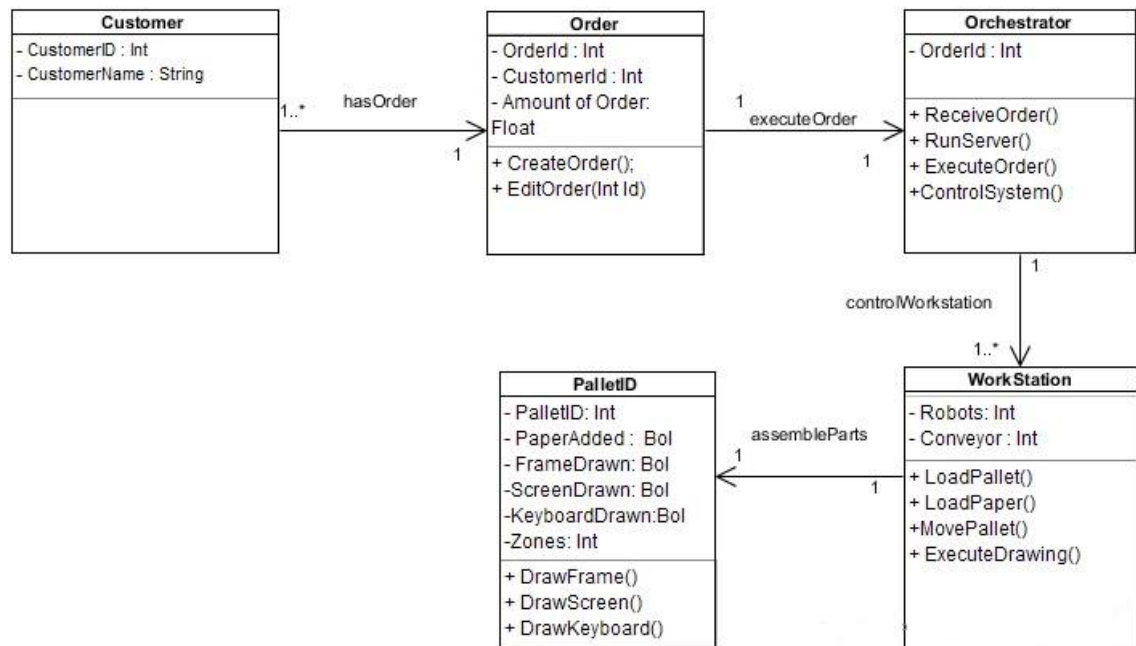 Customer
- CustomerID : Int
- CustomerName : String
1..*
hasOrder
1
Order
- OrderId : Int
- CustomerId : Int
- Amount of Order:
Float
+ CreateOrder();
+ EditOrder(Int Id)
1
executeOrder
1
Orchestrator
- OrderId : Int
+ ReceiveOrder()
+ RunServer()
+ ExecuteOrder()
+ControlSystem()
1
controlWorkstation
1..*
WorkStation
- Robots: Int
- Conveyor : Int
+ LoadPallet()
+ LoadPaper()
+MovePallet()
+ ExecuteDrawing()
assembleParts
1
1
PalletID
- PalletID: Int
- PaperAdded : Bol
- FrameDrawn: Bol
-ScreenDrawn: Bol
-KeyboardDrawn:Bol
-Zones: Int
+ DrawFrame()
+ DrawScreen()
+ DrawKeyboard()